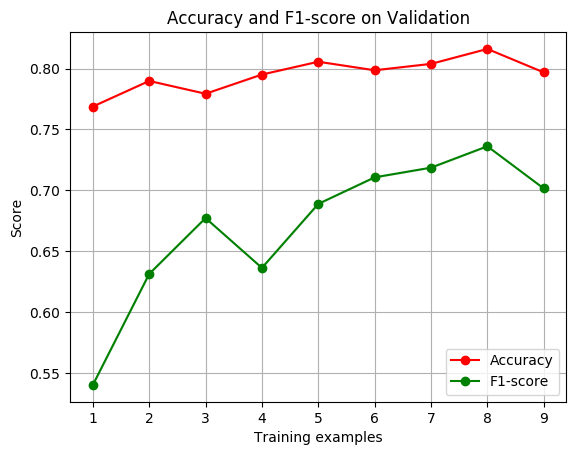 Accuracy and F1-score on Validation
0.80
0.75
0.70
0.65
0.60
0.55
Score
Accuracy
F1-score
1 2 3 4 5 6 7 8 9
Training examples